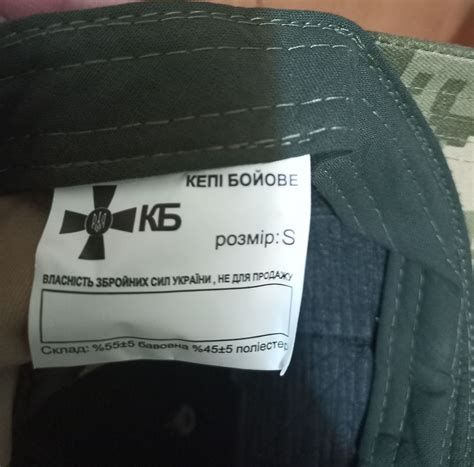 КЕПІ БОЙОВЕ
КБ
розмір: S
ВЛАСНІСТЬ ЗБРОЙНИХ СИЛ УКРАЇНИ , НЕ ДЛЯ ПРОДАЖУ
Склад: %55±5 бавовна %45±5 поліестер